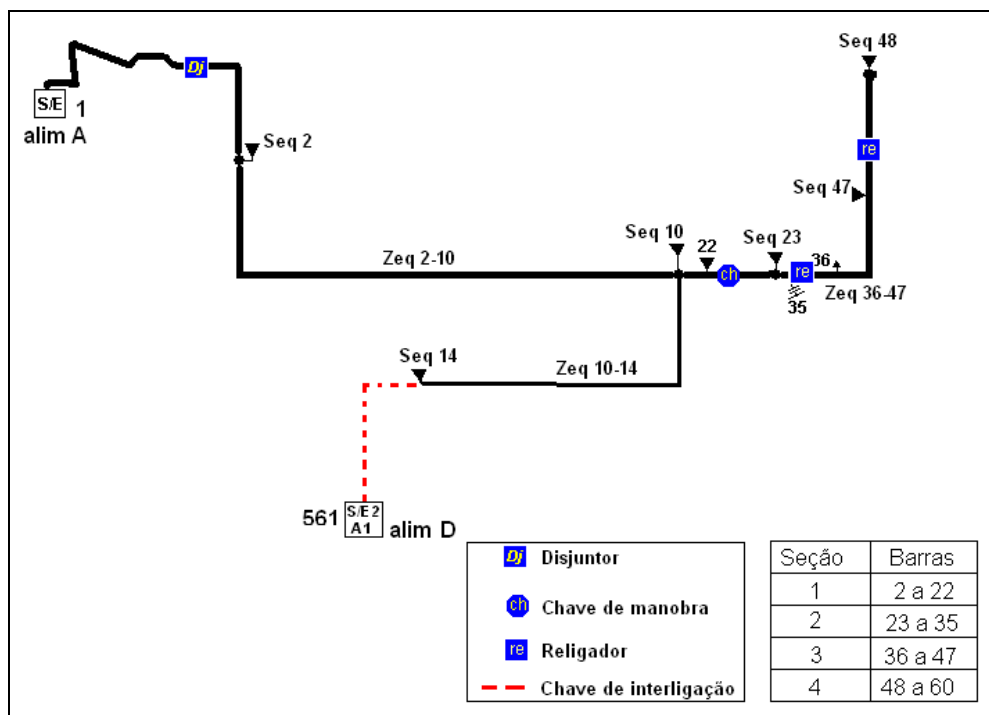 Seq 48
Dj
S/E 1
alim A
Seq 2
re
Seq 47
Seq 10
22
Seq 23
Zeq 2-10
ch
re
36
Zeq 36-47
35
Seq 14
Zeq 10-14
561
S/E 2
A1
alim D
Dj Disjuntor
ch Chave de manobra
re Religador
Chave de interligação
Seção Barras
1 2 a 22
2 23 a 35
3 36 a 47
4 48 a 60